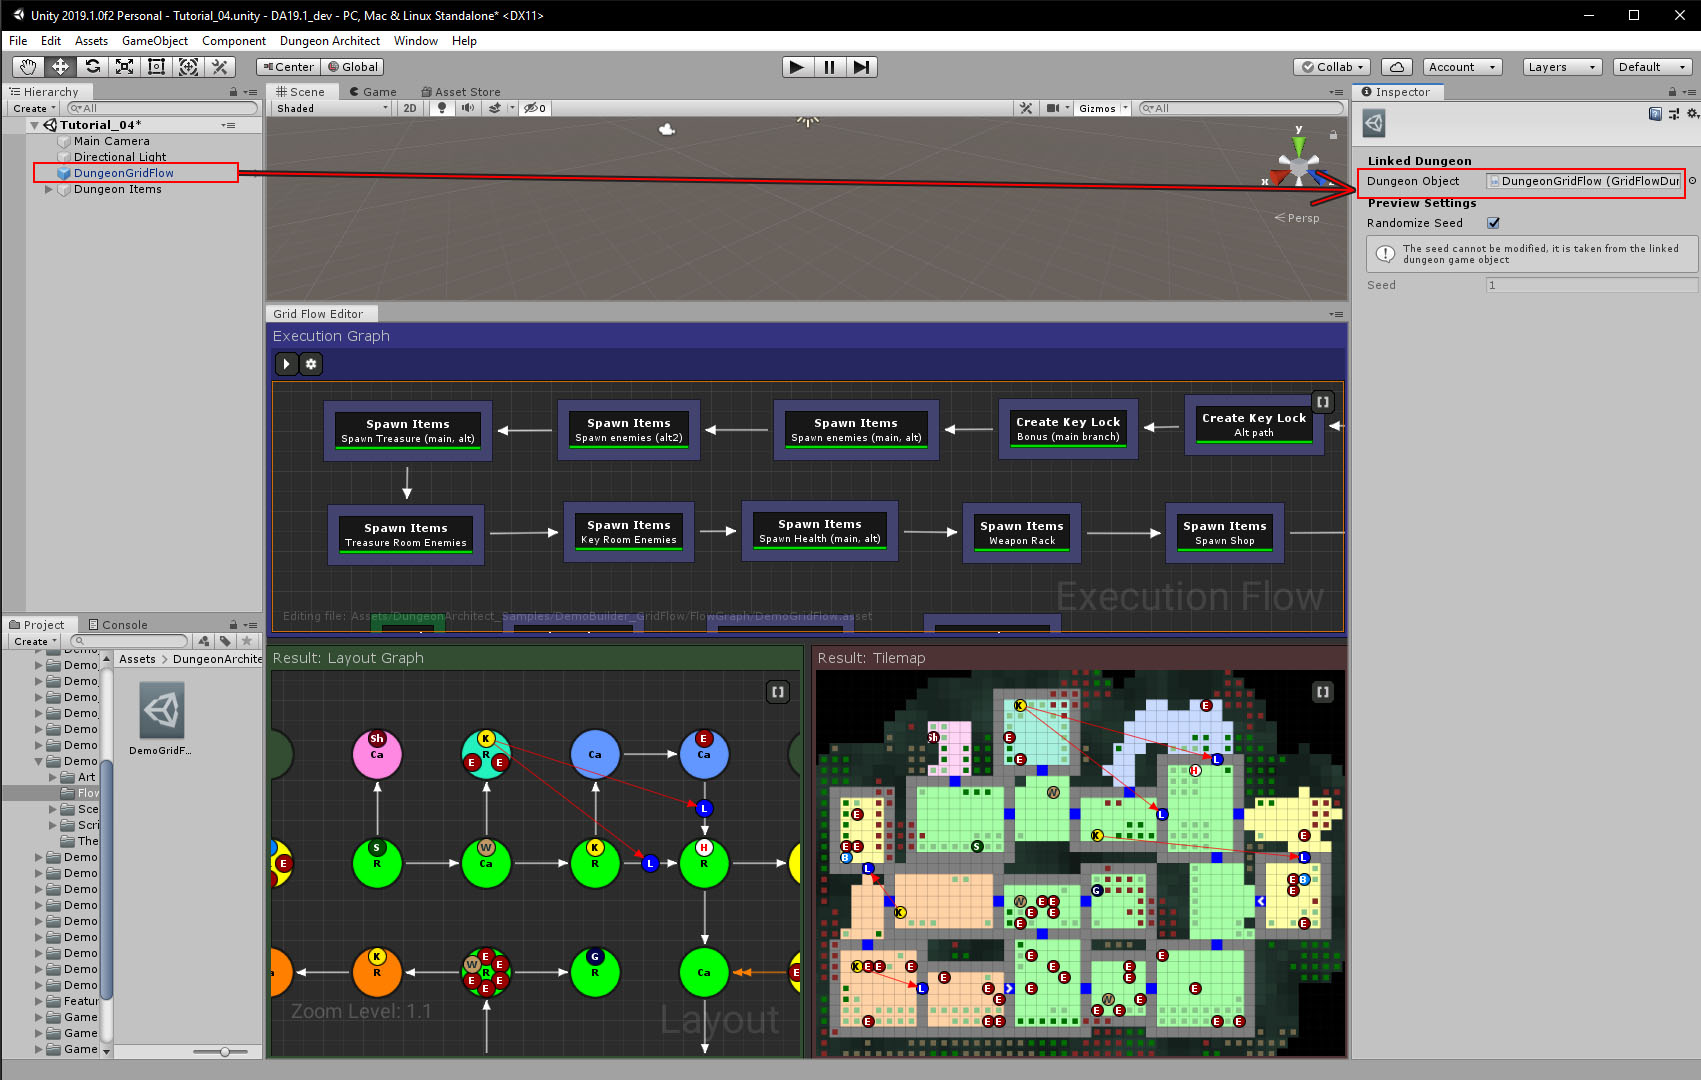 Unity 2019.1.0f2 Personal - Tutorial_04.unity - DA19.1_dev - PC, Mac & Linux Standalone* <DX11>
File Edit Assets GameObject Component Dungeon Architect Window Help
Center Global Collab Account Layers Default
Hierarchy
Create All
Tutorial_04*
Main Camera
Directional Light
DungeonGridFlow
Dungeon Items
Scene Game Asset Store
Shaded 2D 0 Gizmos All
y
x
Persp
Inspector
Linked Dungeon
Dungeon Object DungeonGridFlow (GridFlowDun
Preview Settings
Randomize Seed
The seed cannot be modified, it is taken from the linked
dungeon game object
Seed 1
Grid Flow Editor
Execution Graph
Spawn Items
Spawn Treasure (main, alt)
Spawn Items
Spawn enemies (alt2)
Spawn Items
Spawn enemies (main, alt)
Create Key Lock
Bonus (main branch)
Create Key Lock
Alt path
Spawn Items
Treasure Room Enemies
Spawn Items
Key Room Enemies
Spawn Items
Spawn Health (main, alt)
Spawn Items
Weapon Rack
Spawn Items
Spawn Shop
Execution Flow
Editing file: Assets/DungeonArchitect_Samples/DemoBuilder_GridFlow/FlowGraph/DemoGridFlow.asset
Project Console
Create
Assets > DungeonArchite
Demo
Demo
Demo
Demo
Demo
Demo
Demo
Art
Flow
Sce
Scri
The
Demo
Demo
Demo
Demo
Demo
Demo
Demo
Demo
Demo
Featur
Game
Game
Game
DemoGridF...
Result: Layout Graph
Sh
Ca
K
R
E E
Ca
E
Ca
L
E
S
R
W
Ca
K
R
L
H
R
K
R
W E E R E E E
G
R
Ca
E
Zoom Level: 1.1
Layout
Result: Tilemap
K
E
Sh
E
E
L
H
W
E
L
K
E
S
E E
B
L
L
G
E
B
E
W E E
K
E E
E
E
E
E
K E E
E
E
E
E
E
E
L
E
E
E
E
W
E
E E
E
E E
E
E